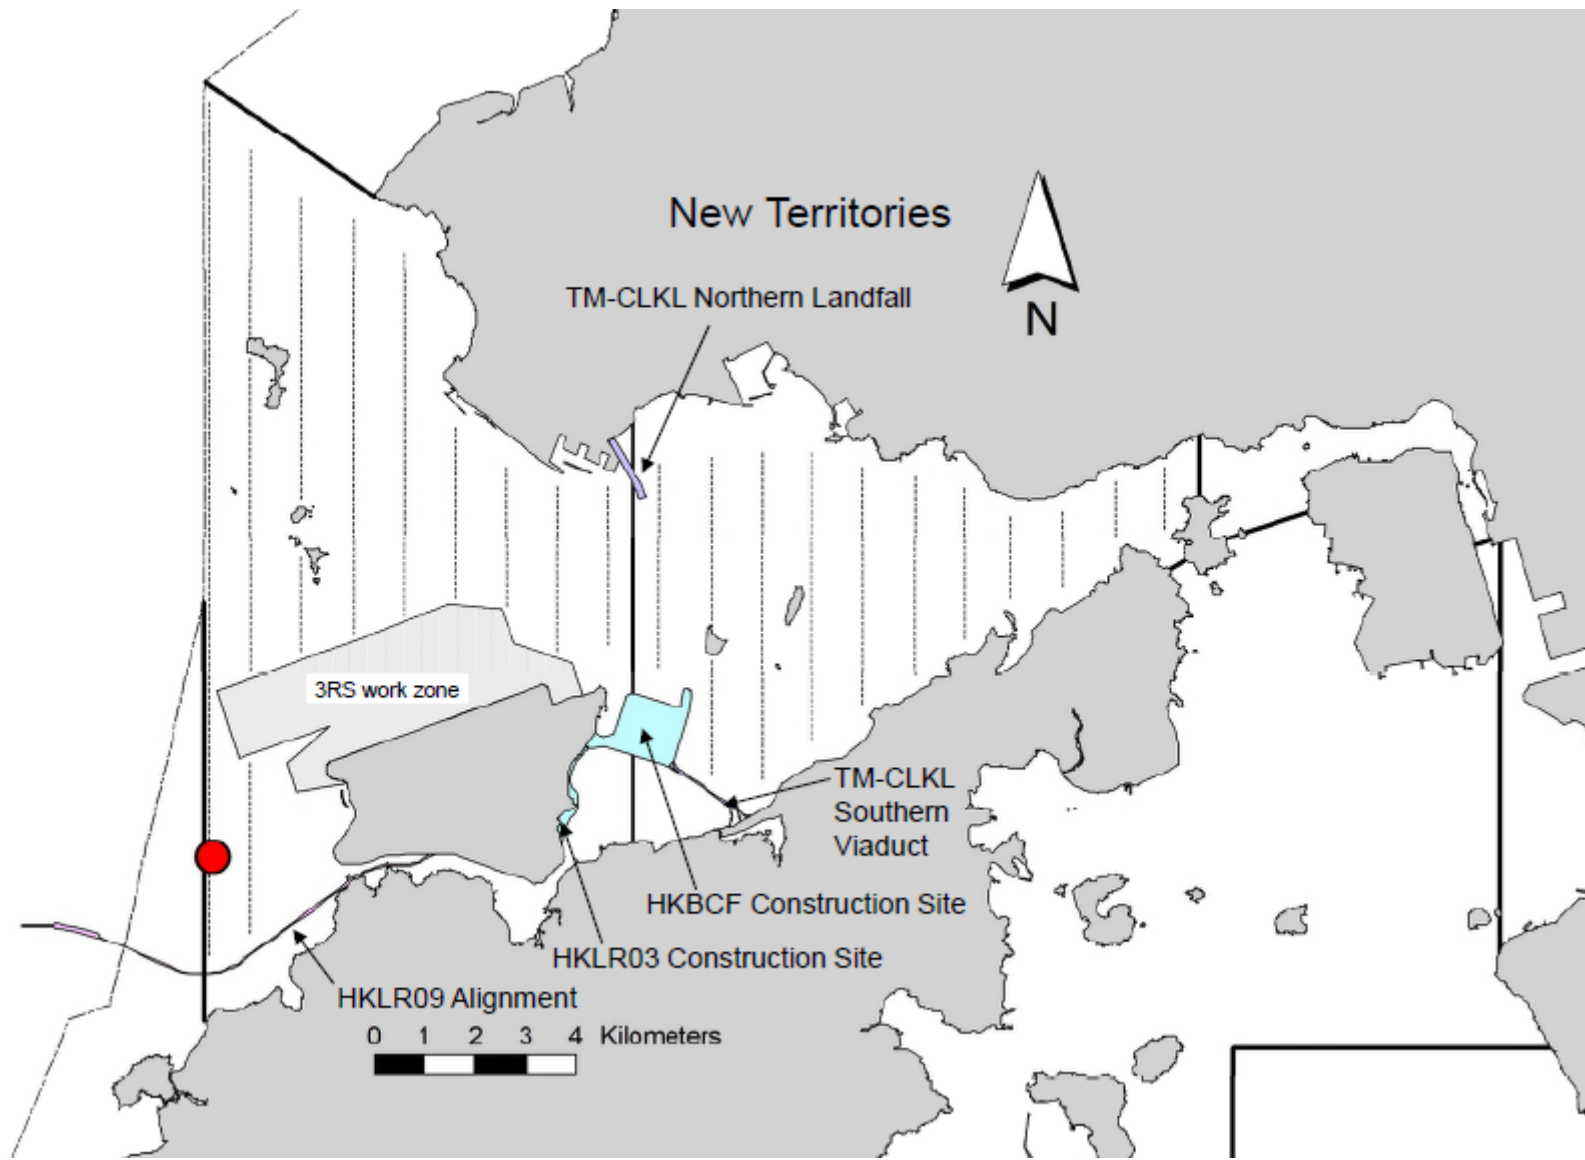 New Territories
TM-CLKL Northern Landfall
N
3RS work zone
TM-CLKL
Southern
Viaduct
HKBCF Construction Site
HKLR03 Construction Site
HKLR09 Alignment
0 1 2 3 4 Kilometers